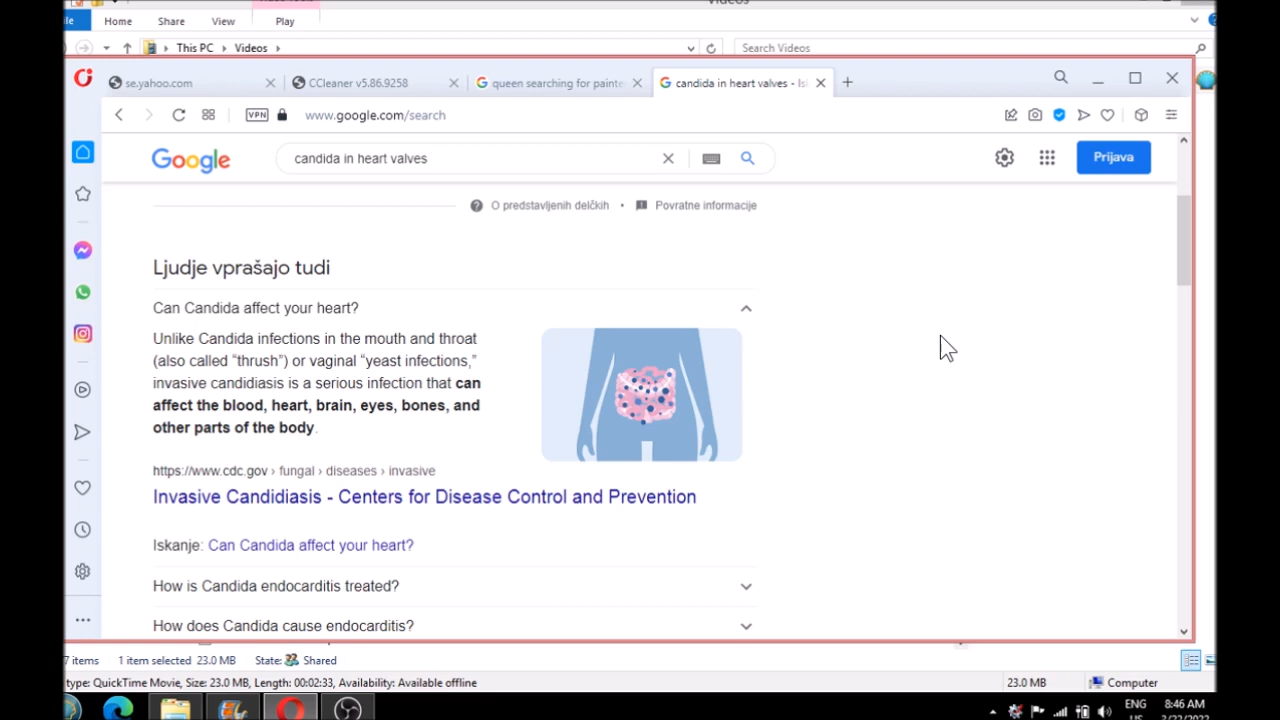 Videos
Home Share View Play
This PC Videos Search Videos
se.yahoo.com CCleaner v5.86.9258 queen searching for painte candida in heart valves - Is
VPN www.google.com/search
Google candida in heart valves Prijava
O predstavljenih delčkih • Povratne informacije
Ljudje vprašajo tudi
Can Candida affect your heart?
Unlike Candida infections in the mouth and throat
(also called “thrush”) or vaginal “yeast infections,”
invasive candidiasis is a serious infection that can
affect the blood, heart, brain, eyes, bones, and
other parts of the body.
https://www.cdc.gov › fungal › diseases › invasive
Invasive Candidiasis - Centers for Disease Control and Prevention
Iskanje: Can Candida affect your heart?
How is Candida endocarditis treated?
How does Candida cause endocarditis?
7 items 1 item selected 23.0 MB State: Shared
type: QuickTime Movie, Size: 23.0 MB, Length: 00:02:33, Availability: Available offline 23.0 MB Computer
ENG 8:46 AM